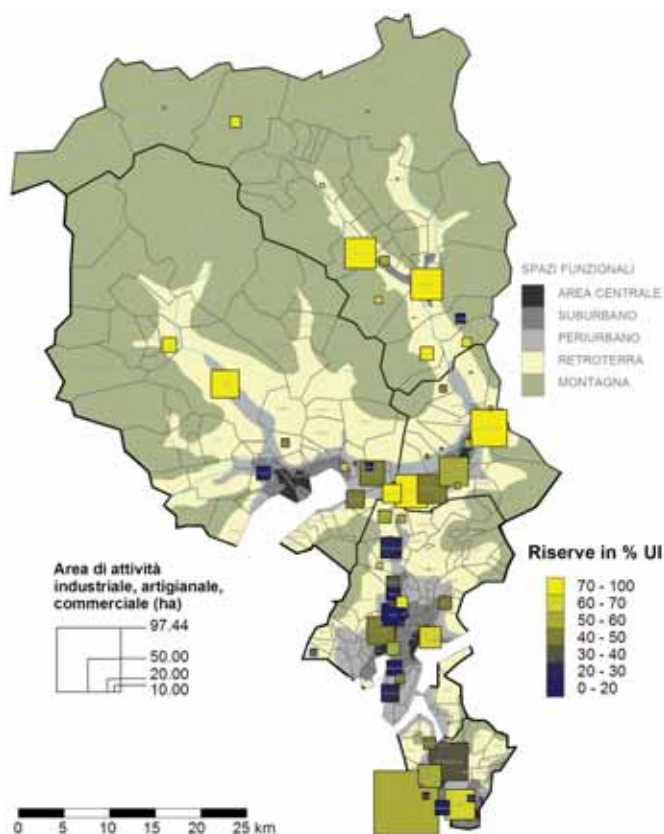 SPAZI FUNZIONALI
AREA CENTRALE
SUBURBANO
PERIURBANO
RETROTERRA
MONTAGNA
Area di attività
industriale, artigianale,
commerciale (ha)
97.44
50.00
20.00
10.00
Riserve in % UI
70 - 100
60 - 70
50 - 60
40 - 50
30 - 40
20 - 30
0 - 20
0 5 10 15 20 25 km